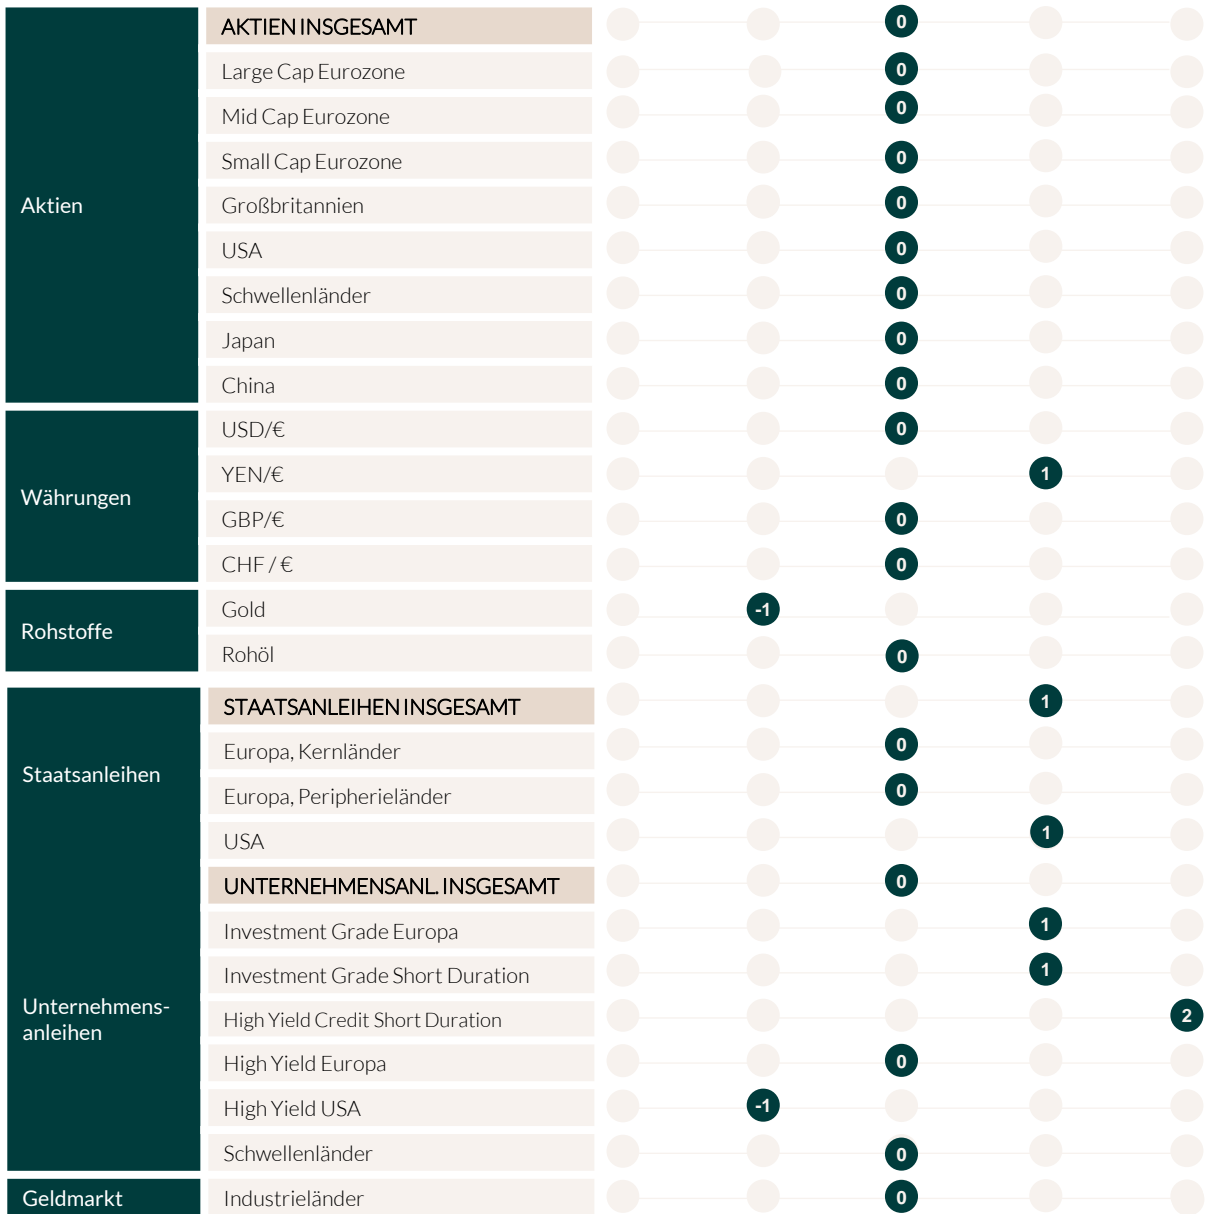 AKTIEN INSGESAMT 0
Large Cap Eurozone 0
Mid Cap Eurozone 0
Small Cap Eurozone 0
Aktien
Großbritannien 0
USA 0
Schwellenländer 0
Japan 0
China 0
USD/€ 0
YEN/€ 1
Währungen
GBP/€ 0
CHF / € 0
Gold -1
Rohstoffe
Rohöl 0
STAATSANLEIHEN INSGESAMT 1
Europa, Kernländer 0
Staatsanleihen
Europa, Peripherieländer 0
USA 1
UNTERNEHMENSANL. INSGESAMT 0
Investment Grade Europa 1
Investment Grade Short Duration 1
Unternehmens-
anleihen
High Yield Credit Short Duration 2
High Yield Europa 0
High Yield USA -1
Schwellenländer 0
Geldmarkt
Industrieländer 0